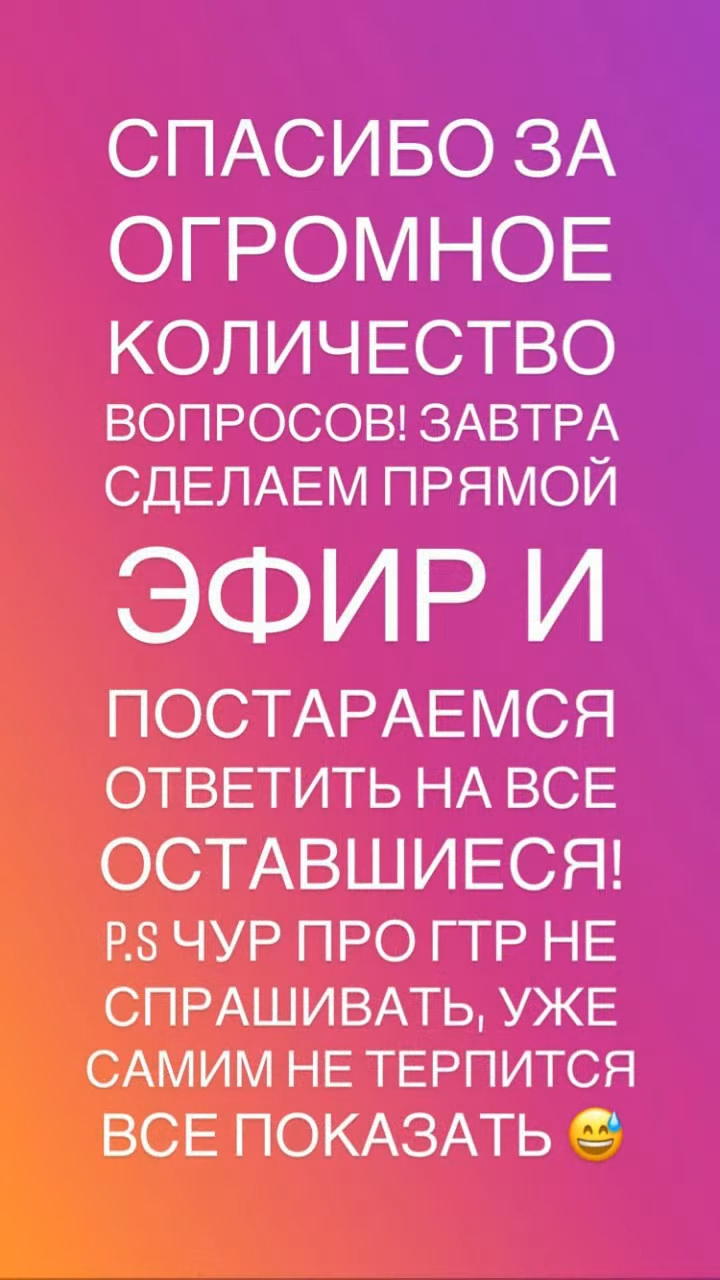 СПАСИБО ЗА
ОГРОМНОЕ
КОЛИЧЕСТВО
ВОПРОСОВ! ЗАВТРА
СДЕЛАЕМ ПРЯМОЙ
ЭФИР И
ПОСТАРАЕМСЯ
ОТВЕТИТЬ НА ВСЕ
ОСТАВШИЕСЯ!
P.S ЧУР ПРО ГТР НЕ
СПРАШИВАТЬ, УЖЕ
САМИМ НЕ ТЕРПИТСЯ
ВСЕ ПОКАЗАТЬ 😅